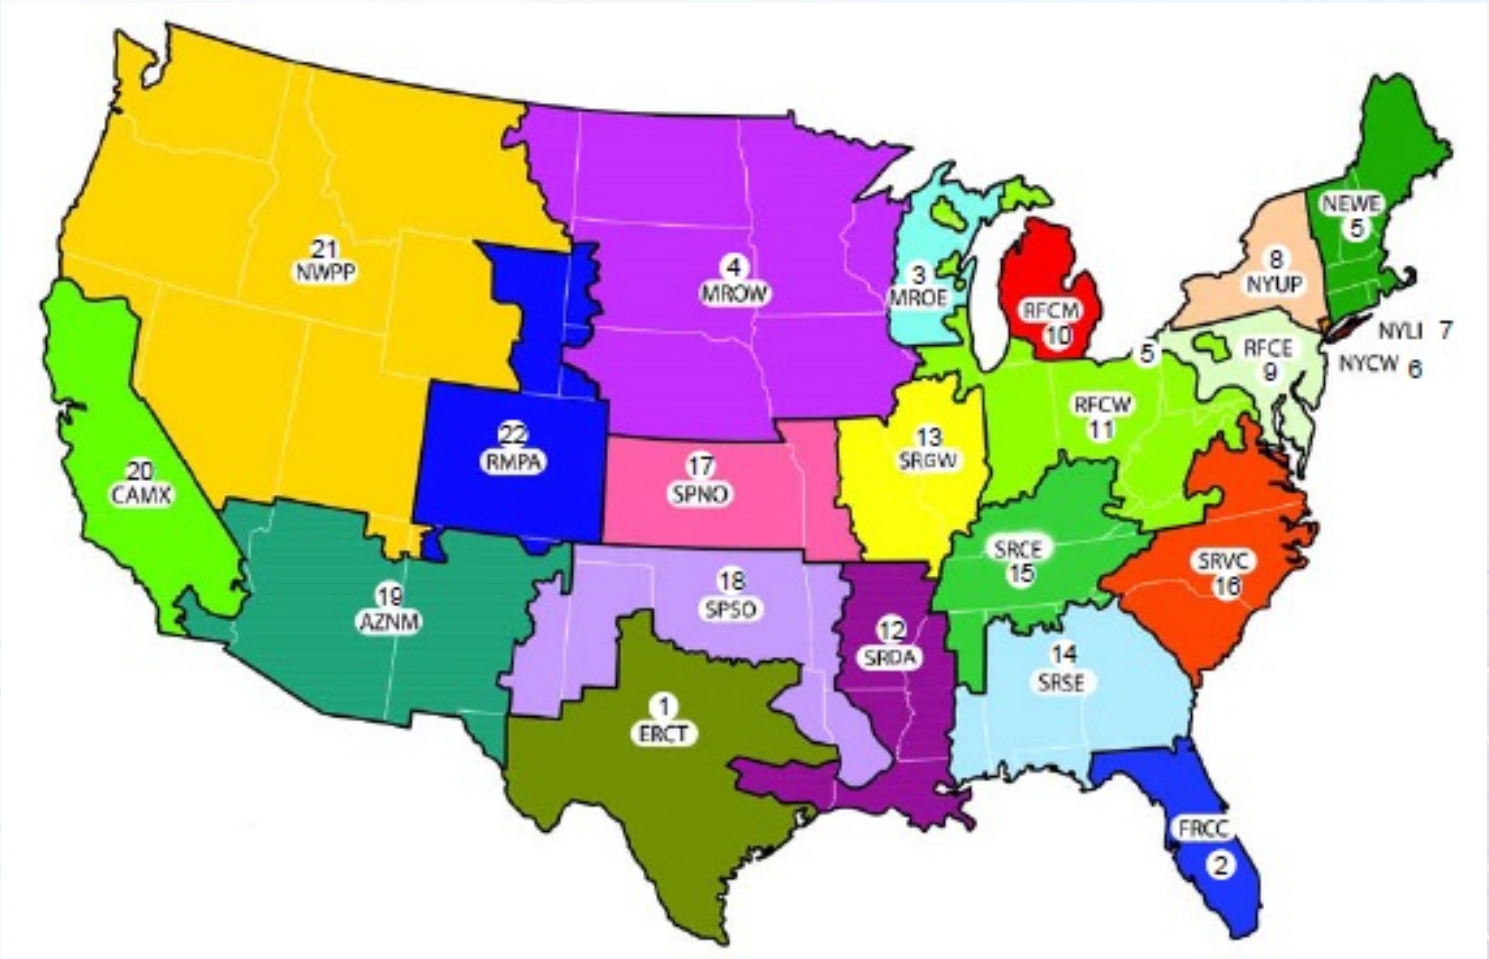 NEWE
5
21
NWPP
4
MROW
3
MROE
8
NYUP
RFCM
10
NYLI 7
5
RFCE
9
NYCW 6
RFCW
11
22
RMPA
13
SRGW
20
CAMX
17
SPNO
SRCE
15
SRVC
16
19
AZNM
18
SPSO
12
SRDA
14
SRSE
1
ERCT
FRCC
2